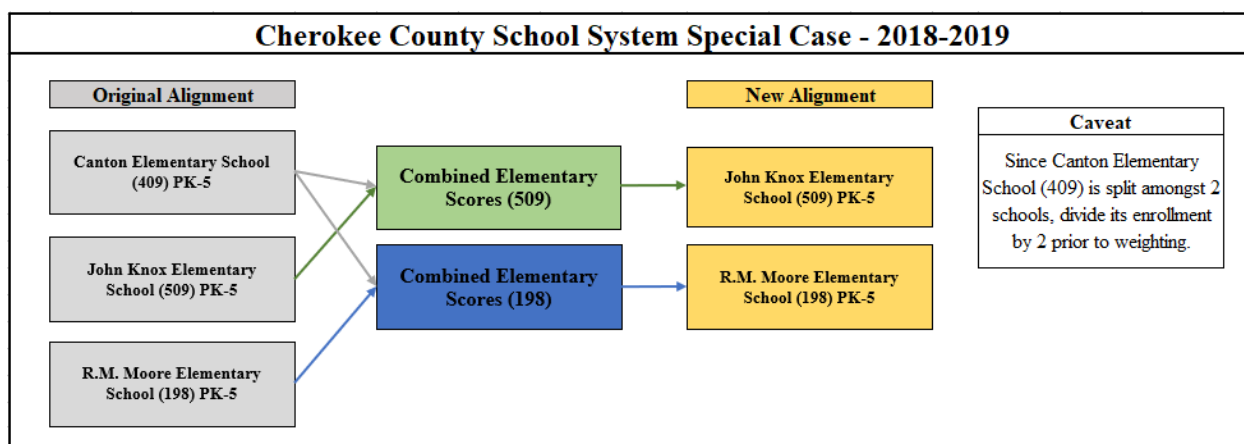 Cherokee County School System Special Case - 2018-2019
Original Alignment
Canton Elementary School
(409) PK-5
John Knox Elementary
School (509) PK-5
R.M. Moore Elementary
School (198) PK-5
Combined Elementary
Scores (509)
Combined Elementary
Scores (198)
New Alignment
John Knox Elementary
School (509) PK-5
R.M. Moore Elementary
School (198) PK-5
Caveat
Since Canton Elementary
School (409) is split amongst 2
schools, divide its enrollment
by 2 prior to weighting.